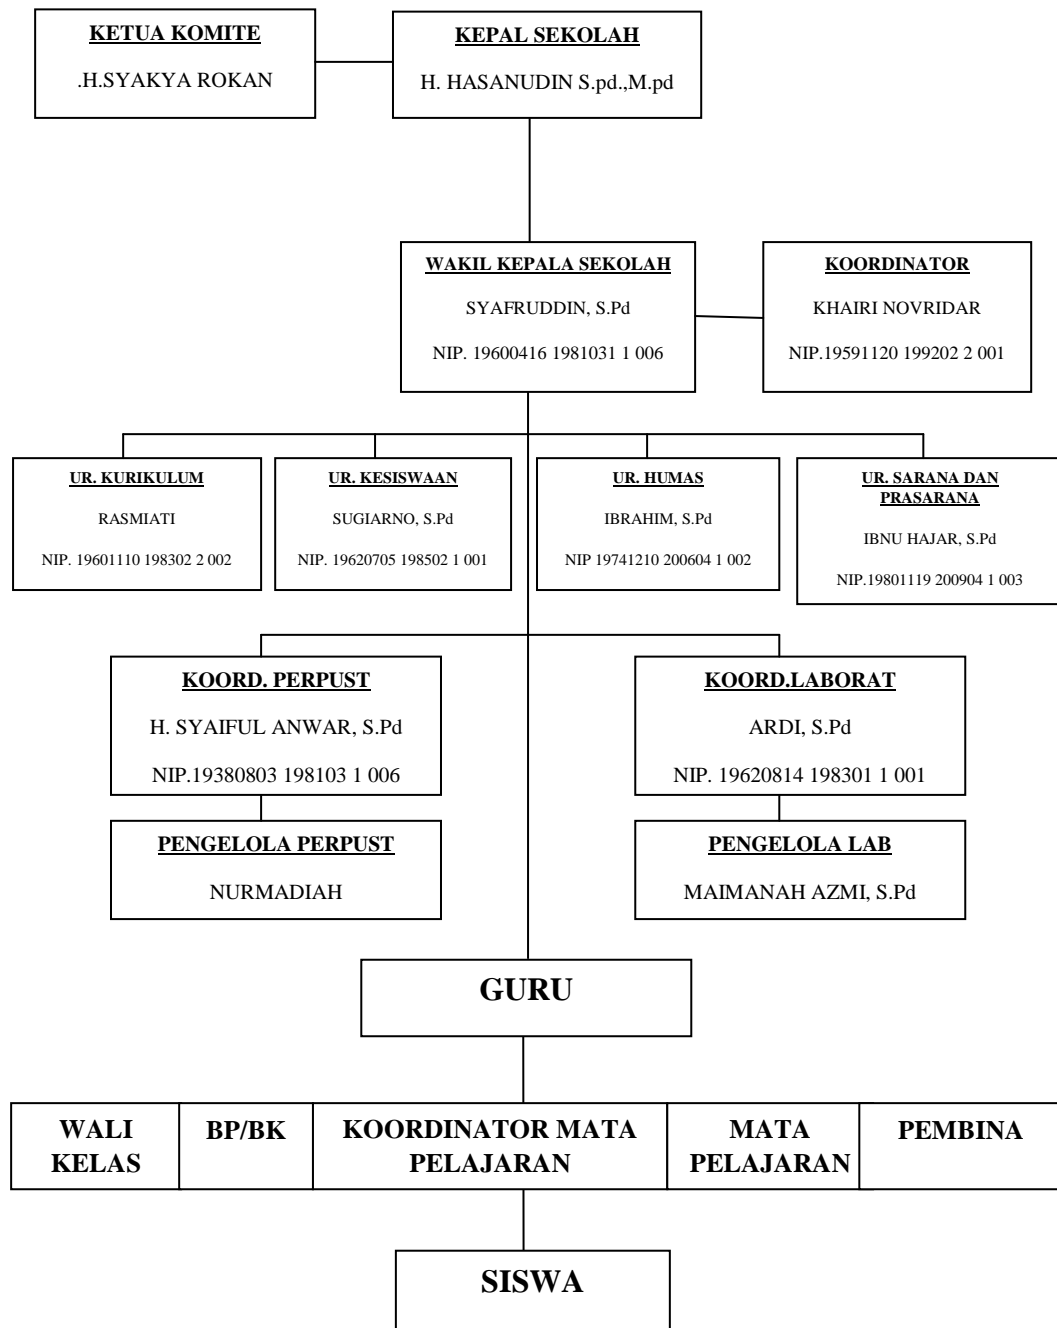 KETUA KOMITE
.H.SYAKYA ROKAN
KEPAL SEKOLAH
H. HASANUDIN S.pd.,M.pd
WAKIL KEPALA SEKOLAH
SYAFRUDDIN, S.Pd
NIP. 19600416 1981031 1 006
KOORDINATOR
KHAIRI NOVRIDAR
NIP.19591120 199202 2 001
UR. KURIKULUM
RASMIATI
NIP. 19601110 198302 2 002
UR. KESISWAAN
SUGIARNO, S.Pd
NIP. 19620705 198502 1 001
UR. HUMAS
IBRAHIM, S.Pd
NIP 19741210 200604 1 002
UR. SARANA DAN
PRASARANA
IBNU HAJAR, S.Pd
NIP.19801119 200904 1 003
KOORD. PERPUST
H. SYAIFUL ANWAR, S.Pd
NIP.19380803 198103 1 006
KOORD.LABORAT
ARDI, S.Pd
NIP. 19620814 198301 1 001
PENGELOLA PERPUST
NURMADIAH
PENGELOLA LAB
MAIMANAH AZMI, S.Pd
GURU
WALI
KELAS
BP/BK
KOORDINATOR MATA
PELAJARAN
MATA
PELAJARAN
PEMBINA
SISWA